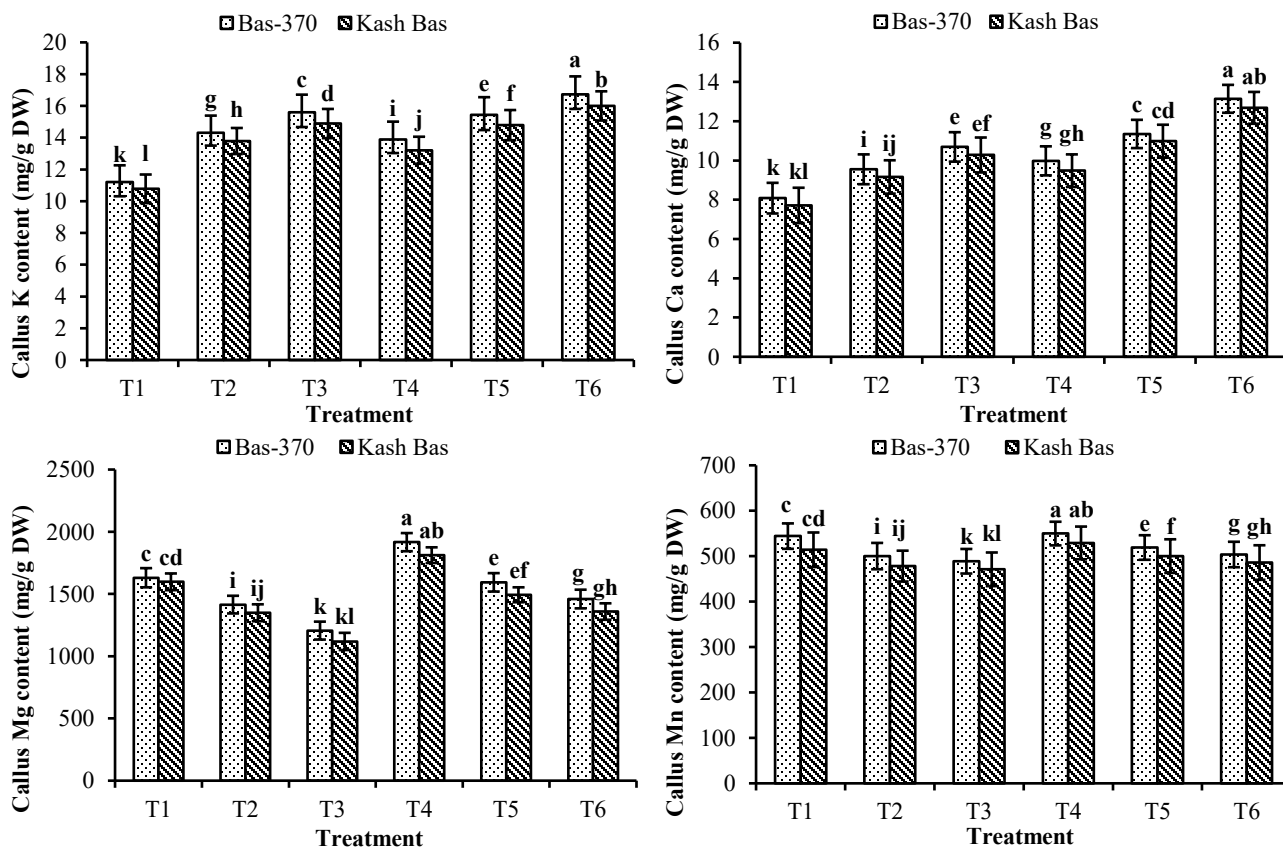 Bas-370 Kash Bas
Callus K content (mg/g DW)
20
18
16
14
12
10
8
6
4
2
0
k l g h c d i j e f a b
T1 T2 T3 T4 T5 T6
Treatment
Bas-370 Kash Bas
Callus Ca content (mg/g DW)
16
14
12
10
8
6
4
2
0
k kl i ij e ef g gh c cd a ab
T1 T2 T3 T4 T5 T6
Treatment
Bas-370 Kash Bas
Callus Mg content (mg/g DW)
2500
2000
1500
1000
500
0
c cd i ij k kl a ab e ef g gh
T1 T2 T3 T4 T5 T6
Treatment
Bas-370 Kash Bas
Callus Mn content (mg/g DW)
700
600
500
400
300
200
100
0
c cd i ij k kl a ab e f g gh
T1 T2 T3 T4 T5 T6
Treatment